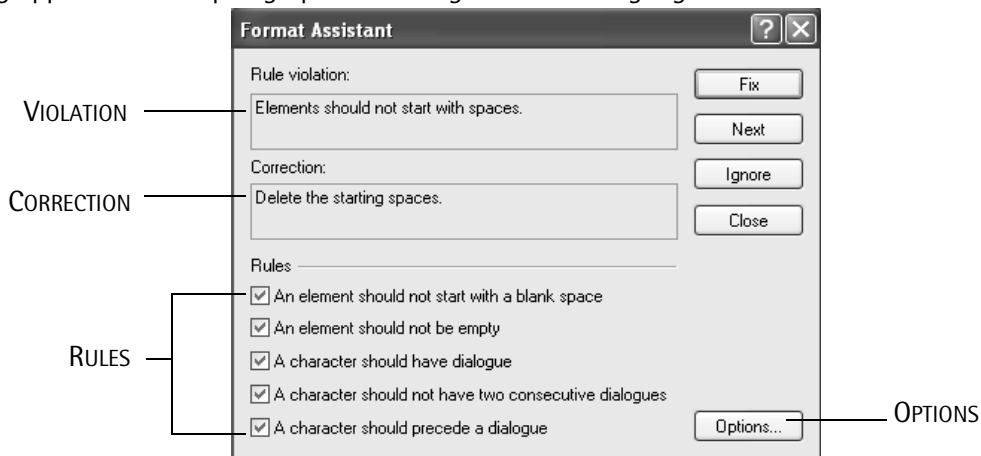 Format Assistant
Rule violation:
Fix
VIOLATION
Elements should not start with spaces.
Next
Correction:
Ignore
CORRECTION
Delete the starting spaces.
Close
Rules
An element should not start with a blank space
An element should not be empty
RULES
A character should have dialogue
A character should not have two consecutive dialogues
A character should precede a dialogue
Options...
OPTIONS